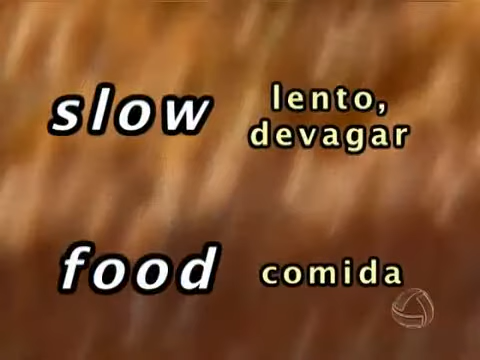 slow
lento,
devagar
food
comida